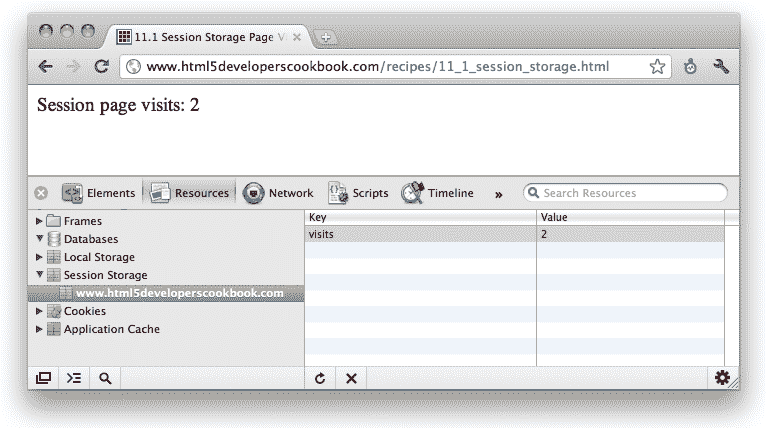 11.1 Session Storage Page V
www.html5developerscookbook.com/recipes/11_1_session_storage.html
Session page visits: 2
Elements Resources Network Scripts Timeline » Search Resources
Frames
Databases
Local Storage
Session Storage
www.html5developerscookbook.com
Cookies
Application Cache
Key Value
visits 2